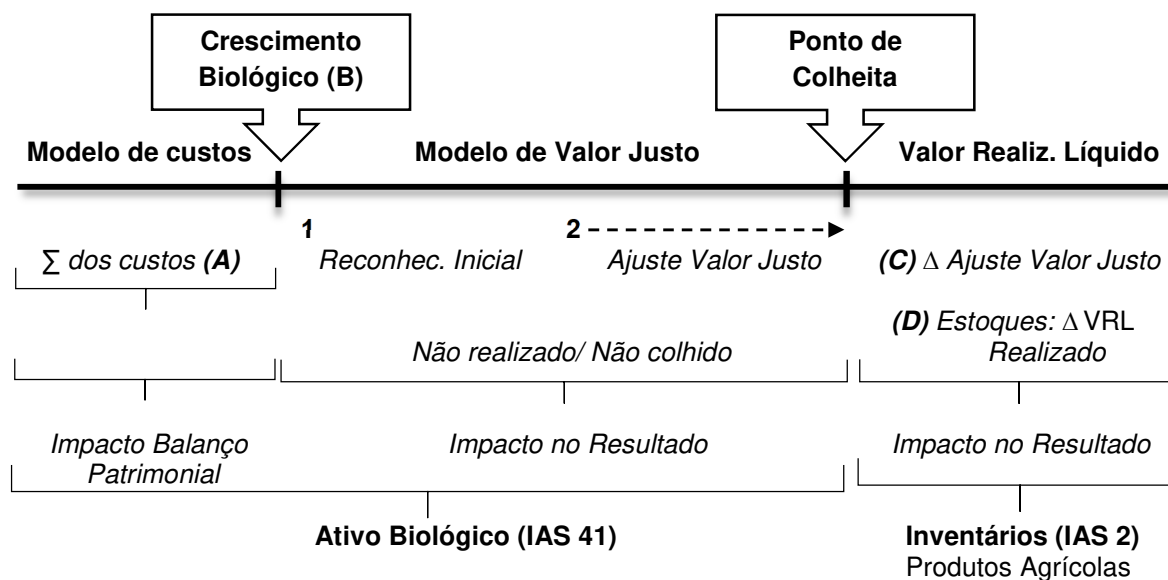 Crescimento
Biológico (B)
Ponto de
Colheita
Modelo de custos
Modelo de Valor Justo
Valor Realiz. Líquido
1
2
∑ dos custos (A)
Reconhec. Inicial
Ajuste Valor Justo
(C) ∆ Ajuste Valor Justo
(D) Estoques: ∆ VRL
Realizado
Não realizado/ Não colhido
Impacto Balanço
Patrimonial
Impacto no Resultado
Impacto no Resultado
Ativo Biológico (IAS 41)
Inventários (IAS 2)
Produtos Agrícolas